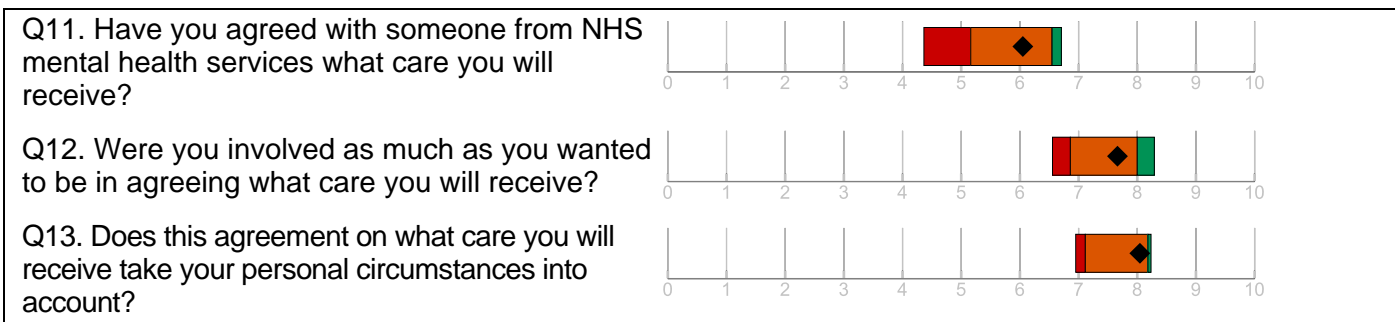 Q11. Have you agreed with someone from NHS
mental health services what care you will
receive?
0 1 2 3 4 5 6 7 8 9 10
Q12. Were you involved as much as you wanted
to be in agreeing what care you will receive?
0 1 2 3 4 5 6 7 8 9 10
Q13. Does this agreement on what care you will
receive take your personal circumstances into
account?
0 1 2 3 4 5 6 7 8 9 10